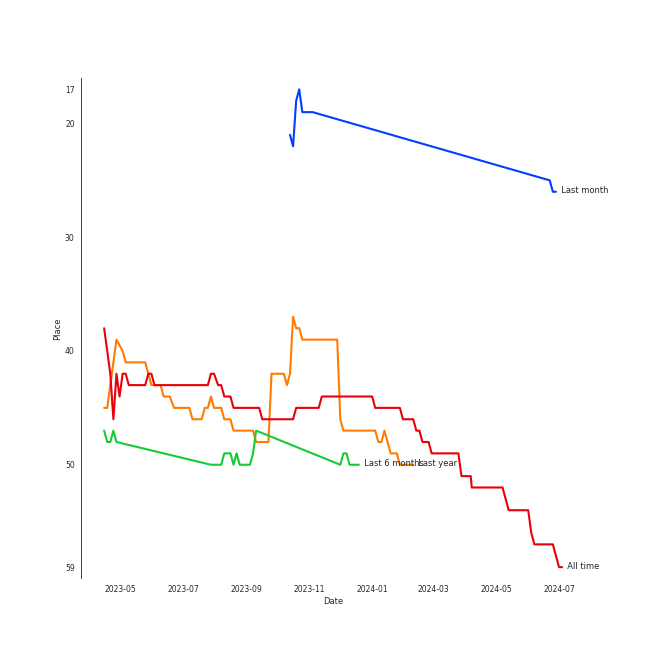 17
20
30
40
50
59
Place
Last month
Last 6 months
Last year
All time
2023-05
2023-07
2023-09
2023-11
2024-01
2024-03
2024-05
2024-07
Date